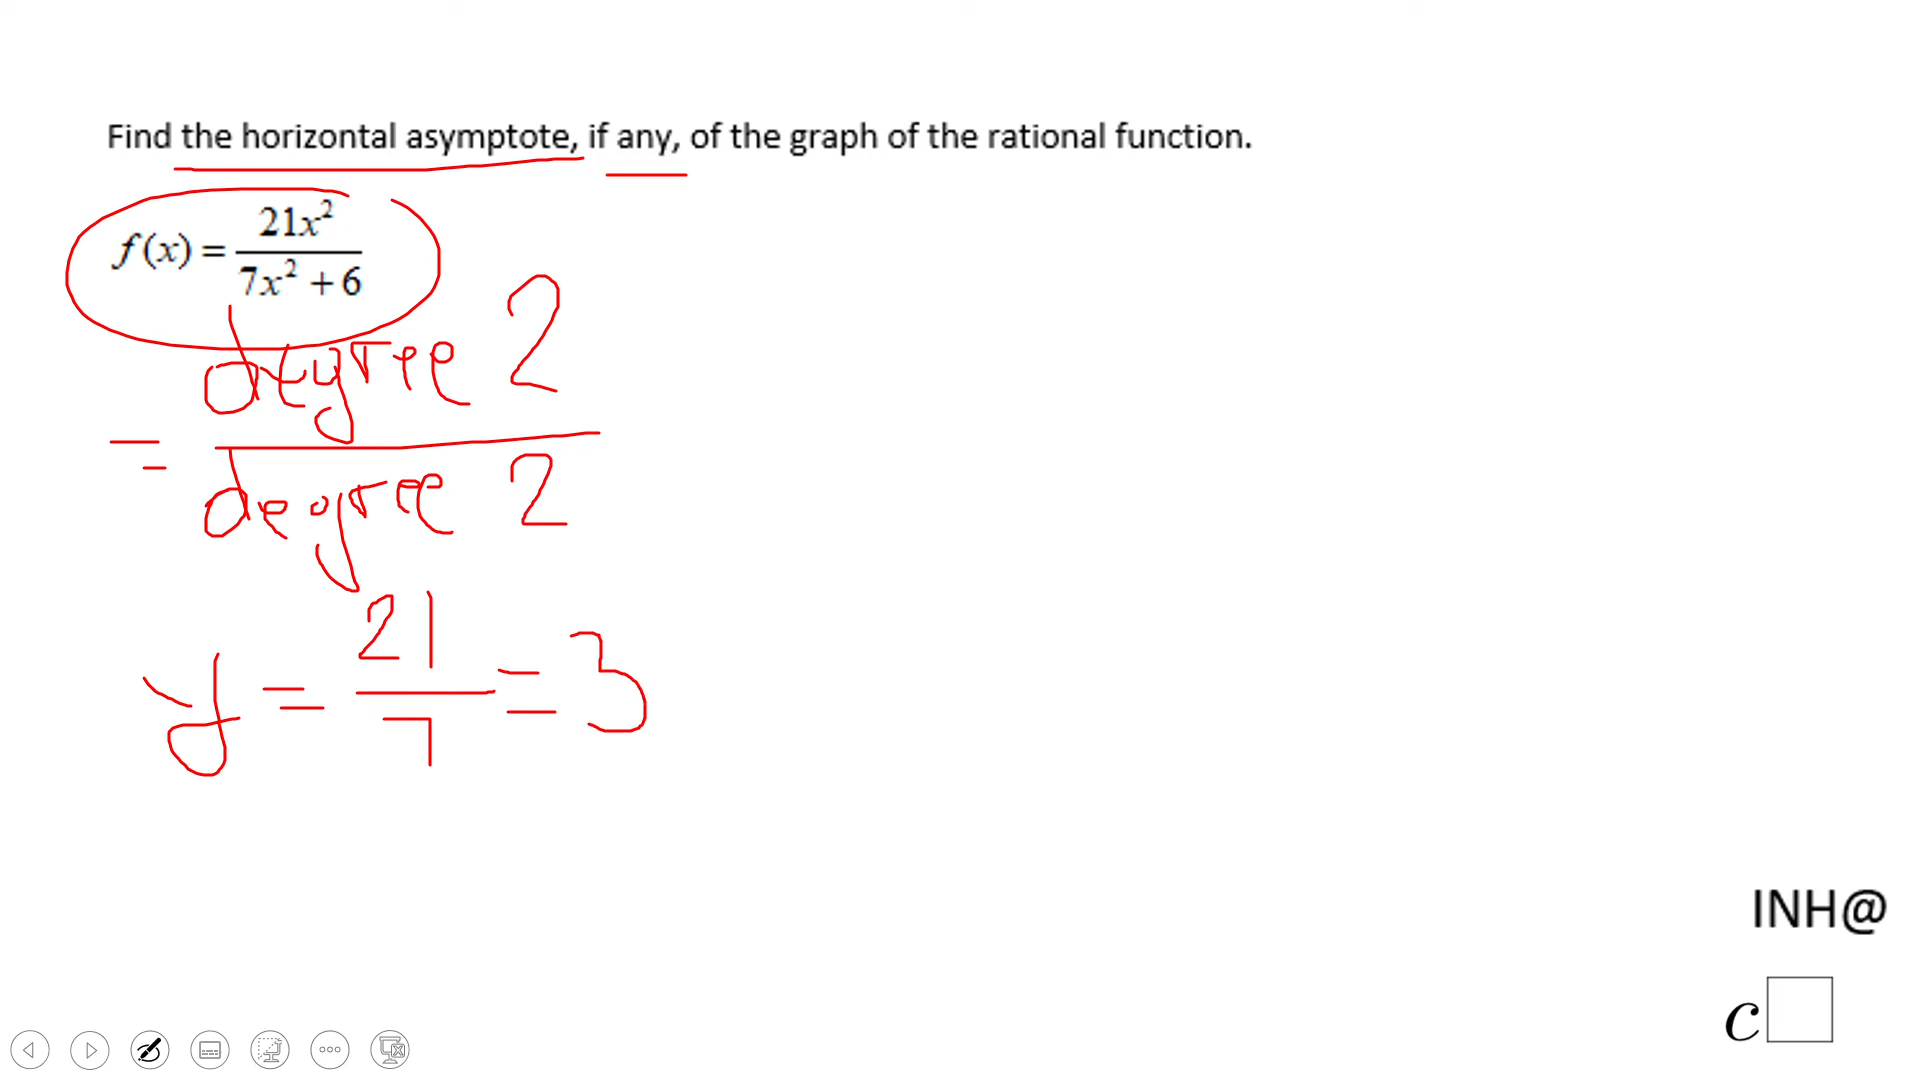 Find the horizontal asymptote, if any, of the graph of the rational function.
f(x) = 21x² / (7x² + 6)
= degree 2 / degree 2
y = 21 / 7 = 3
INH@
c